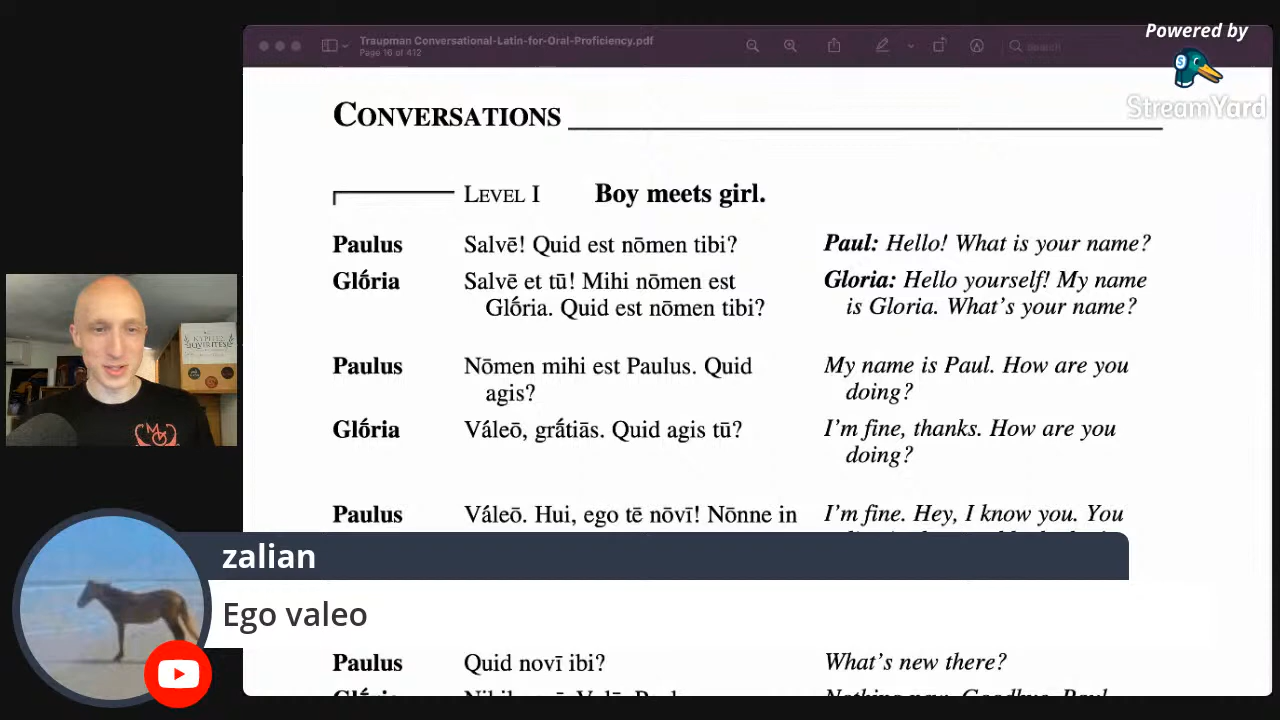 Powered by
StreamYard
Traupman Conversational-Latin-for-Oral-Proficiency.pdf
Page 16 of 412
Search
CONVERSATIONS
LEVEL I Boy meets girl.
Paulus Salvē! Quid est nōmen tibi? Paul: Hello! What is your name?
Glṓria Salvē et tū! Mihi nōmen est Gloria: Hello yourself! My name
Glṓria. Quid est nōmen tibi? is Gloria. What's your name?
Paulus Nōmen mihi est Paulus. Quid My name is Paul. How are you
agis? doing?
Glṓria Váleō, grā́tiās. Quid agis tū? I'm fine, thanks. How are you
doing?
Paulus Váleō. Hui, ego tē nōvī! Nōnne in I'm fine. Hey, I know you. You
zalian
Ego valeo
Paulus Quid novī ibi? What's new there?
Glṓria